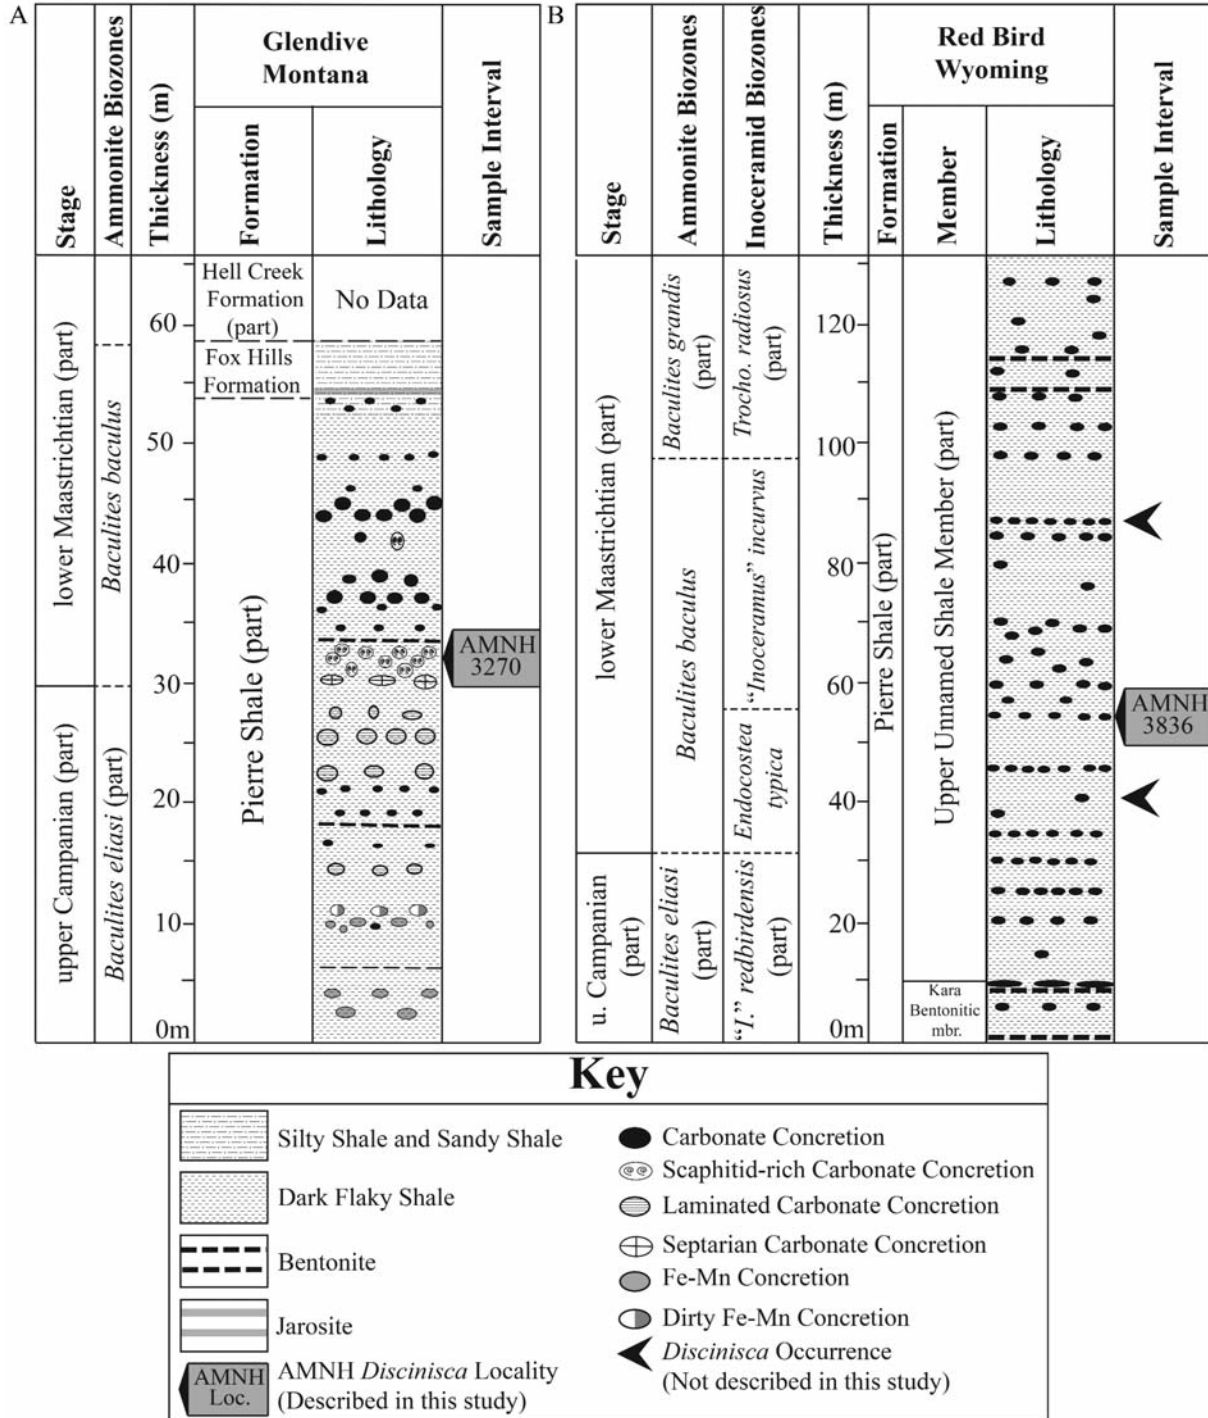 A
Stage
Ammonite Biozones
Thickness (m)
Glendive
Montana
Formation
Lithology
Sample Interval
lower Maastrichtian (part)
upper Campanian (part)
Baculites baculus
Baculites eliasi (part)
60
50
40
30
20
10
0m
Hell Creek
Formation
(part)
Fox Hills
Formation
Pierre Shale (part)
No Data
AMNH
3270
B
Stage
Ammonite Biozones
Inoceramid Biozones
Thickness (m)
Red Bird
Wyoming
Formation
Member
Lithology
Sample Interval
lower Maastrichtian (part)
u. Campanian
(part)
Baculites grandis
(part)
Baculites baculus
Baculites eliasi
(part)
Trocho. radiosus
(part)
"Inoceramus" incurvus
Endocostea
typica
"I." redbirdensis
(part)
120
100
80
60
40
20
0m
Pierre Shale (part)
Upper Unnamed Shale Member (part)
Kara
Bentonitic
mbr.
AMNH
3836
Key
Silty Shale and Sandy Shale
Dark Flaky Shale
Bentonite
Jarosite
AMNH
Loc.
AMNH Discinisca Locality
(Described in this study)
Carbonate Concretion
Scaphitid-rich Carbonate Concretion
Laminated Carbonate Concretion
Septarian Carbonate Concretion
Fe-Mn Concretion
Dirty Fe-Mn Concretion
Discinisca Occurrence
(Not described in this study)